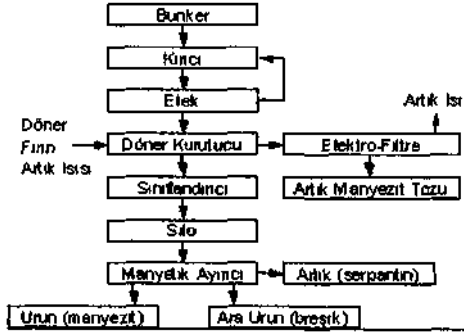 Bunker
Kırıcı
Elek
Artık Isı
Döner
Fırın
Artık Isısı
Döner Kurutucu
Elektro-Filtre
Sınıflandırıcı
Artık Manyezit Tozu
Silo
Manyetik Ayırıcı
Artık (serpantin)
Ürün (manyezit)
Ara Ürün (breşik)